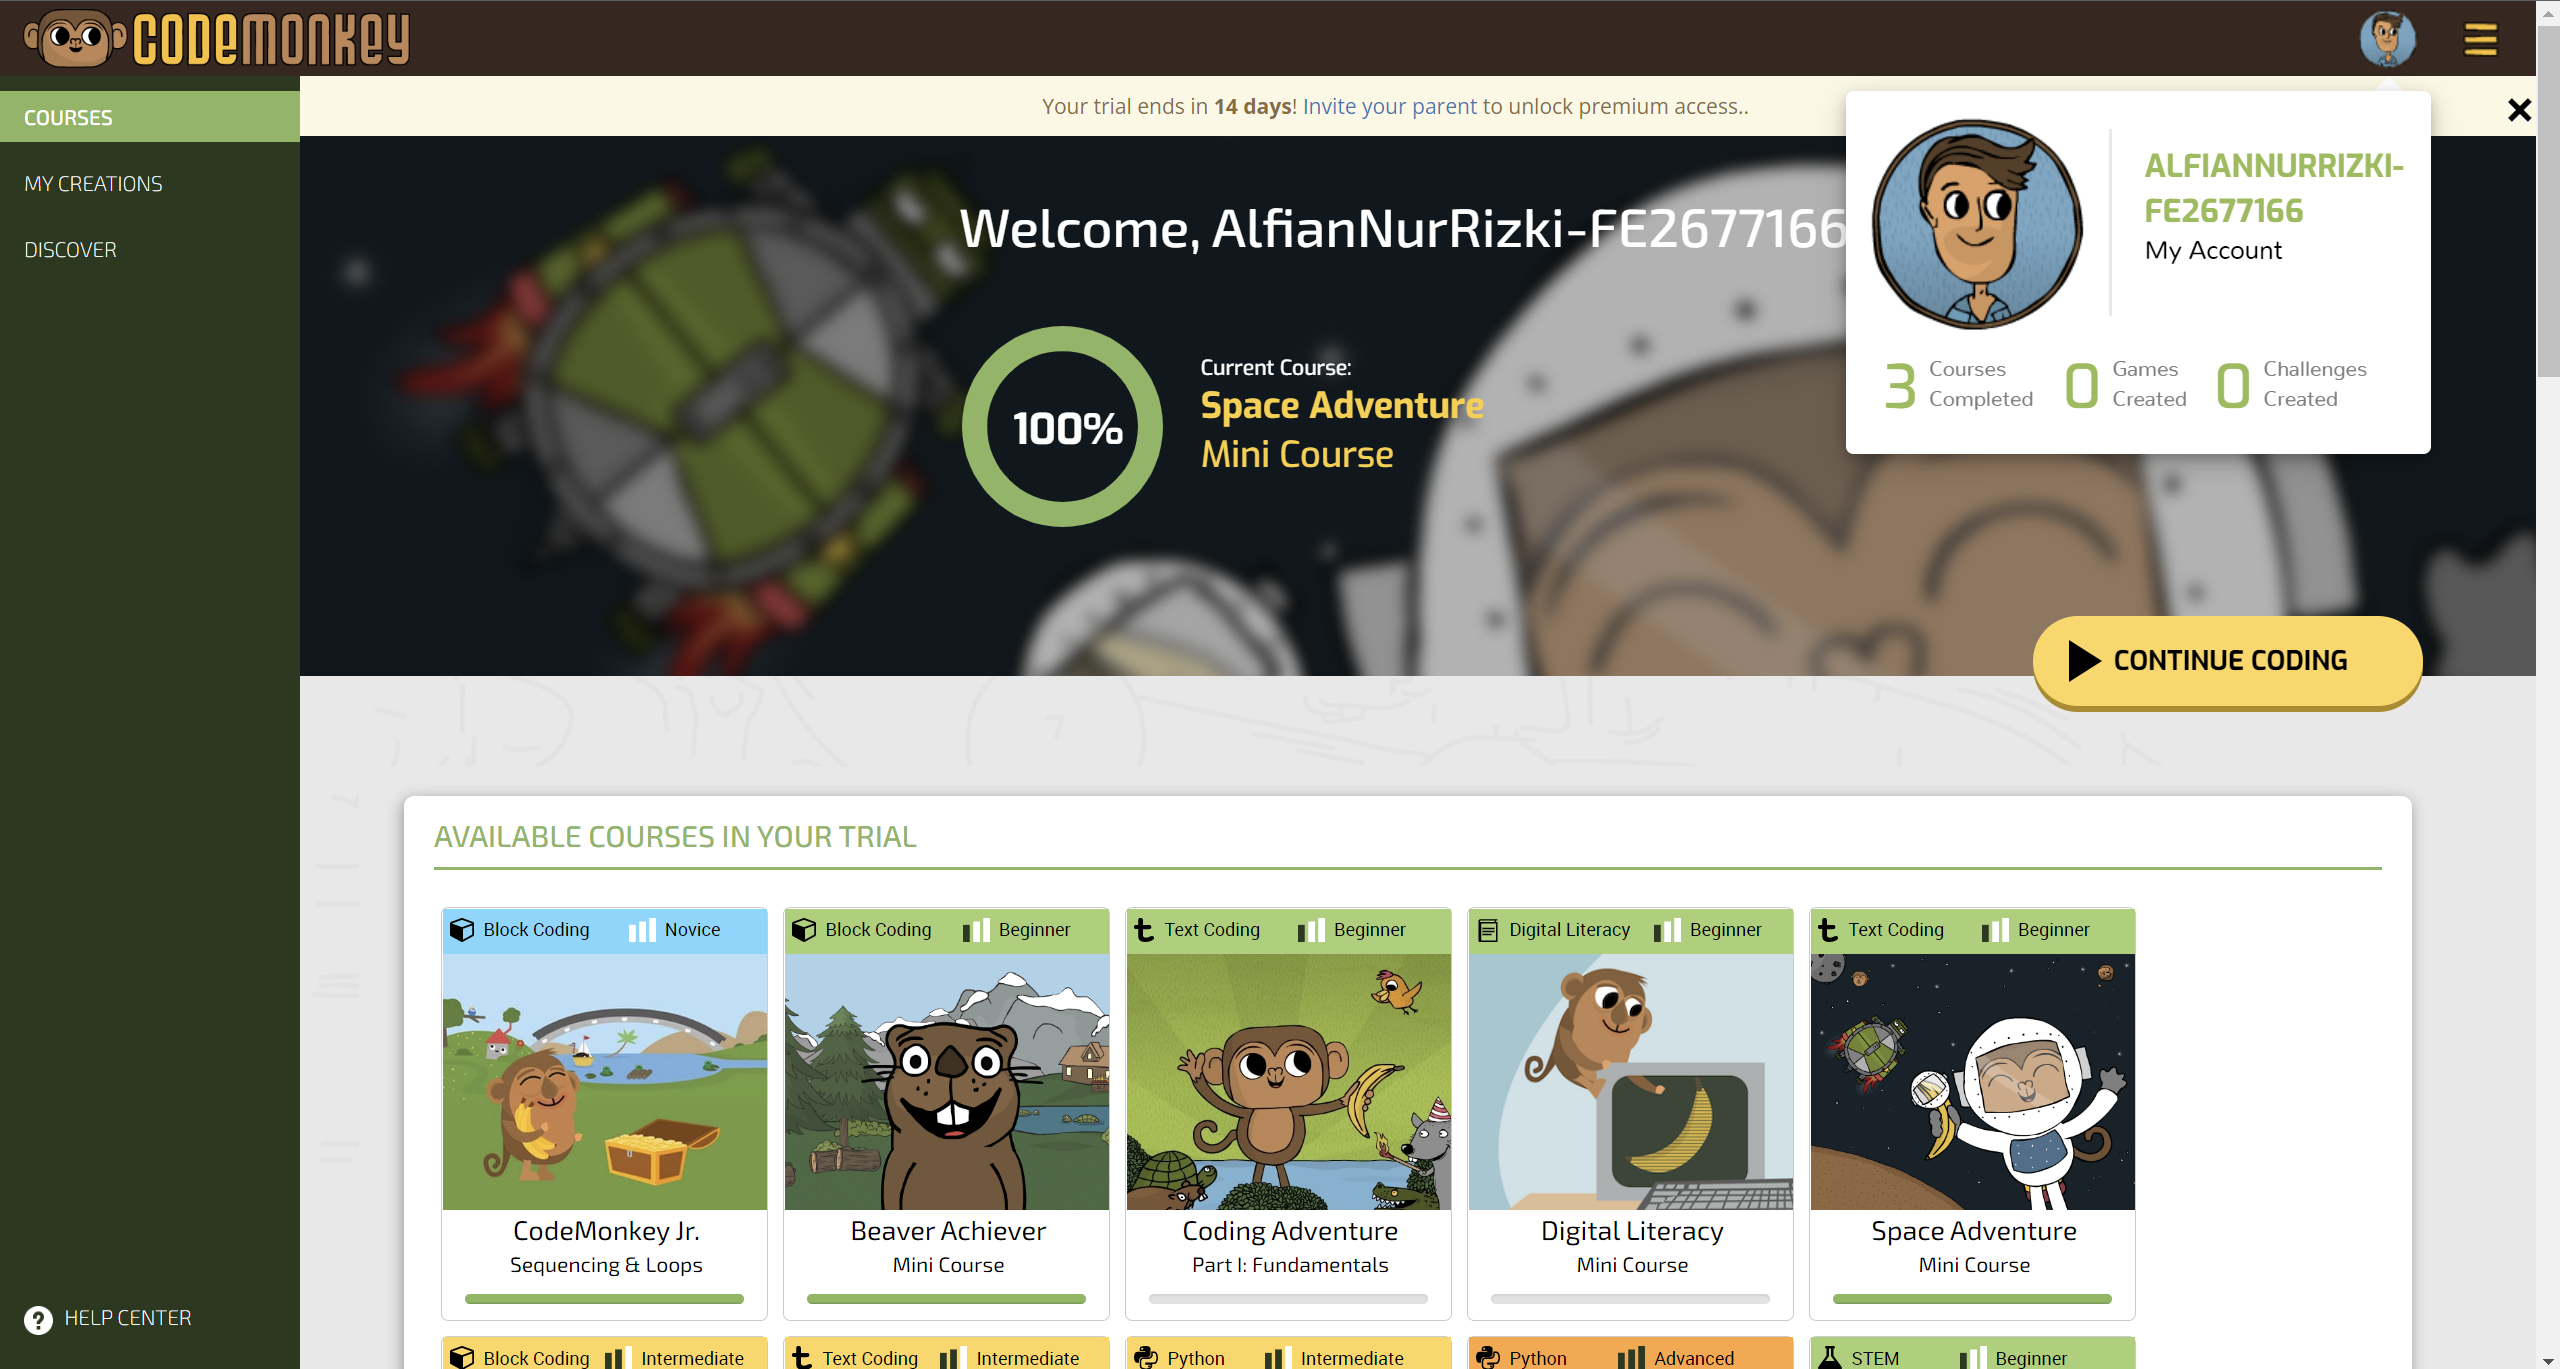 CODEMONKEY
COURSES
MY CREATIONS
DISCOVER
HELP CENTER
Your trial ends in 14 days! Invite your parent to unlock premium access..
Welcome, AlfianNurRizki-FE2677166
100%
Current Course:
Space Adventure
Mini Course
ALFIANNURRIZKI-
FE2677166
My Account
3 Courses Completed
0 Games Created
0 Challenges Created
CONTINUE CODING
AVAILABLE COURSES IN YOUR TRIAL
Block Coding Novice
CodeMonkey Jr.
Sequencing & Loops
Block Coding Beginner
Beaver Achiever
Mini Course
Text Coding Beginner
Coding Adventure
Part I: Fundamentals
Digital Literacy Beginner
Digital Literacy
Mini Course
Text Coding Beginner
Space Adventure
Mini Course
Block Coding Intermediate
Text Coding Intermediate
Python Intermediate
Python Advanced
STEM Beginner